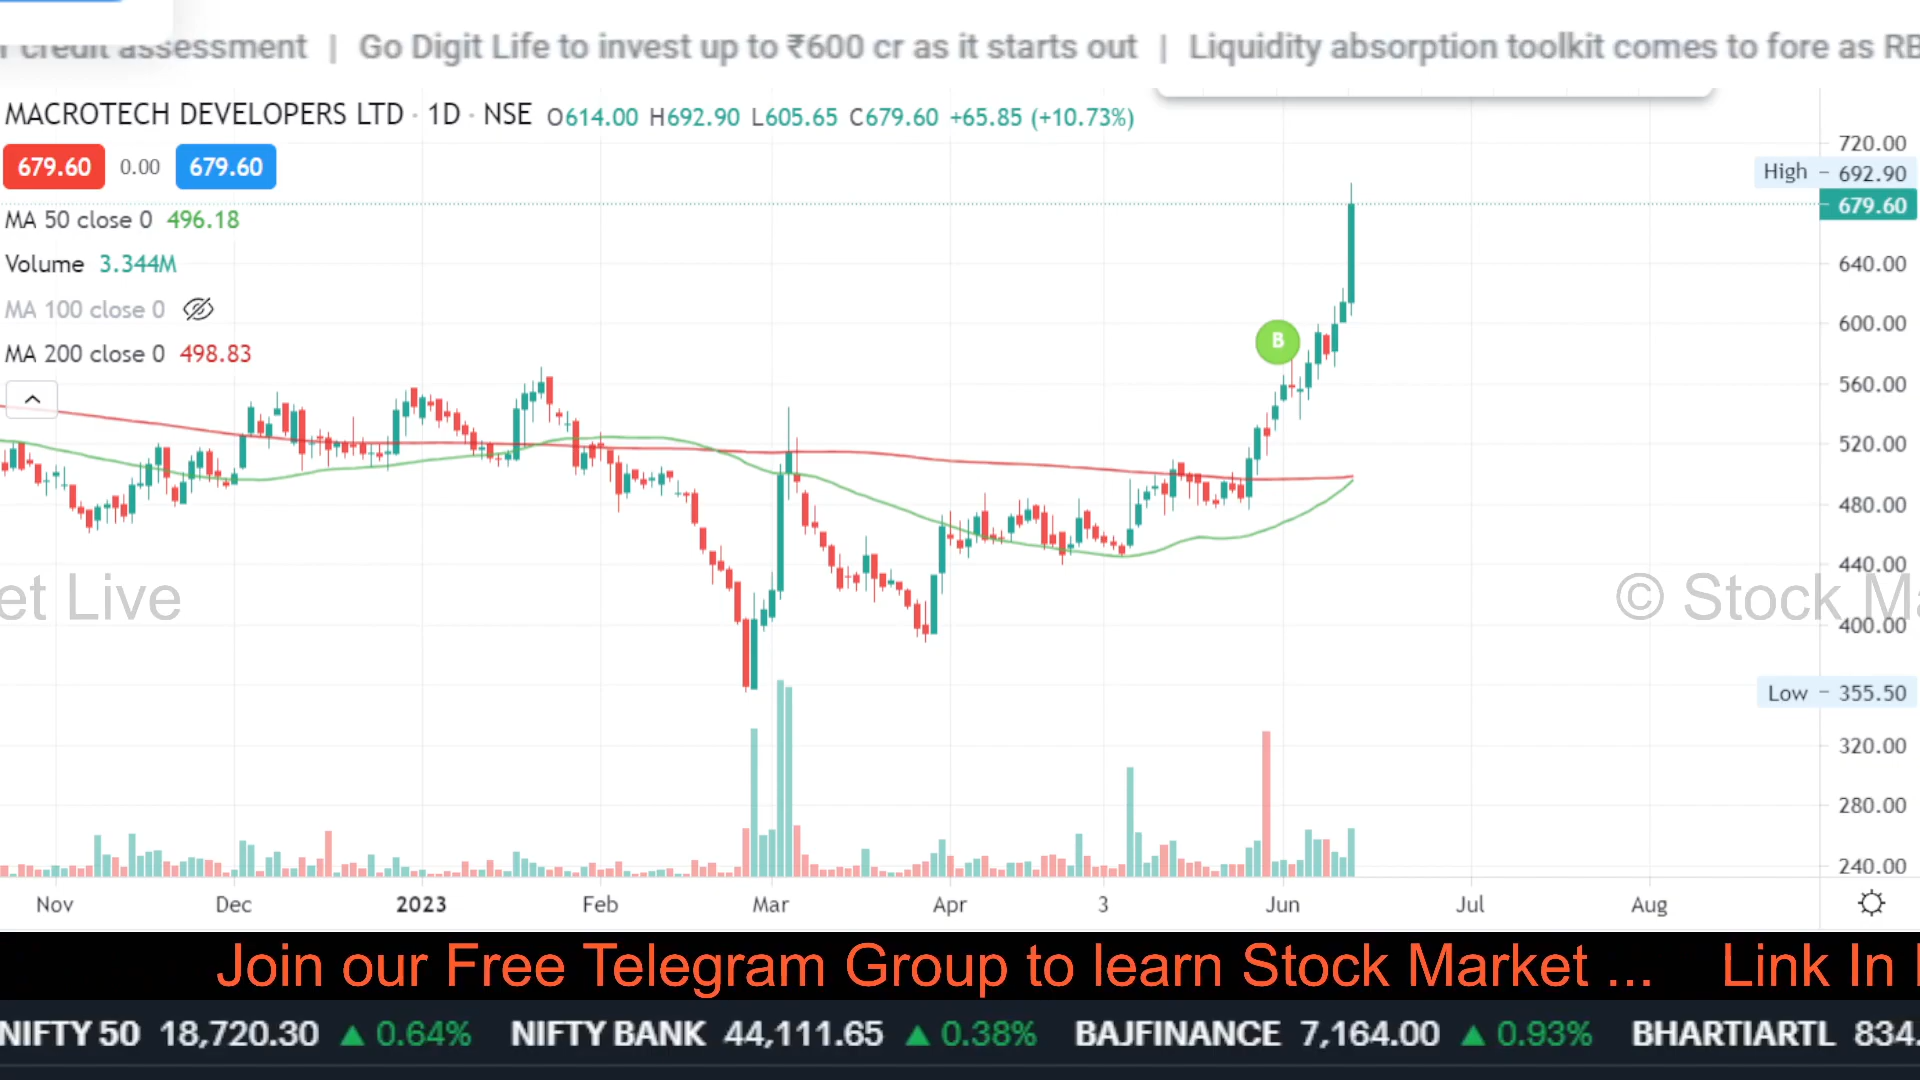 credit assessment | Go Digit Life to invest up to ₹600 cr as it starts out | Liquidity absorption toolkit comes to fore as RB
MACROTECH DEVELOPERS LTD · 1D · NSE O614.00 H692.90 L605.65 C679.60 +65.85 (+10.73%)
679.60 0.00 679.60
MA 50 close 0 496.18
Volume 3.344M
MA 100 close 0
MA 200 close 0 498.83
720.00
High 692.90
679.60
640.00
600.00
B
560.00
520.00
480.00
440.00
et Live
© Stock Ma
400.00
Low 355.50
320.00
280.00
240.00
Nov Dec 2023 Feb Mar Apr 3 Jun Jul Aug
Join our Free Telegram Group to learn Stock Market ... Link In
NIFTY 50 18,720.30 ▲ 0.64% NIFTY BANK 44,111.65 ▲ 0.38% BAJFINANCE 7,164.00 ▲ 0.93% BHARTIARTL 834.